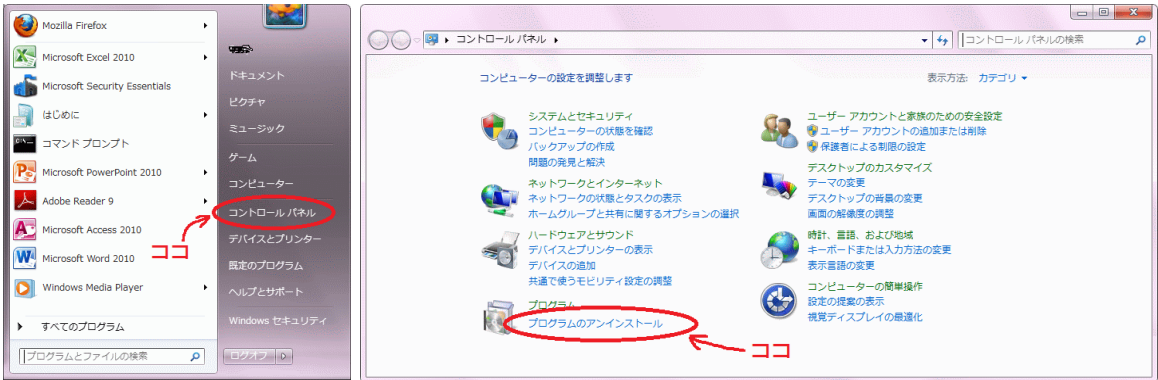 Mozilla Firefox
Microsoft Excel 2010
Microsoft Security Essentials
はじめに
コマンド プロンプト
Microsoft PowerPoint 2010
Adobe Reader 9
Microsoft Access 2010
Microsoft Word 2010
Windows Media Player
すべてのプログラム
プログラムとファイルの検索
ドキュメント
ピクチャ
ミュージック
ゲーム
コンピューター
コントロール パネル
ココ
デバイスとプリンター
既定のプログラム
ヘルプとサポート
Windows セキュリティ
ログオフ
コントロール パネル
コントロール パネルの検索
コンピューターの設定を調整します
表示方法: カテゴリ
システムとセキュリティ
コンピューターの状態を確認
バックアップの作成
問題の発見と解決
ネットワークとインターネット
ネットワークの状態とタスクの表示
ホームグループと共有に関するオプションの選択
ハードウェアとサウンド
デバイスとプリンターの表示
デバイスの追加
共通で使うモビリティ設定の調整
プログラム
プログラムのアンインストール
ココ
ユーザー アカウントと家族のための安全設定
ユーザー アカウントの追加または削除
保護者による制限の設定
デスクトップのカスタマイズ
テーマの変更
デスクトップの背景の変更
画面の解像度の調整
時計、言語、および地域
キーボードまたは入力方法の変更
表示言語の変更
コンピューターの簡単操作
設定の提案の表示
視覚ディスプレイの最適化